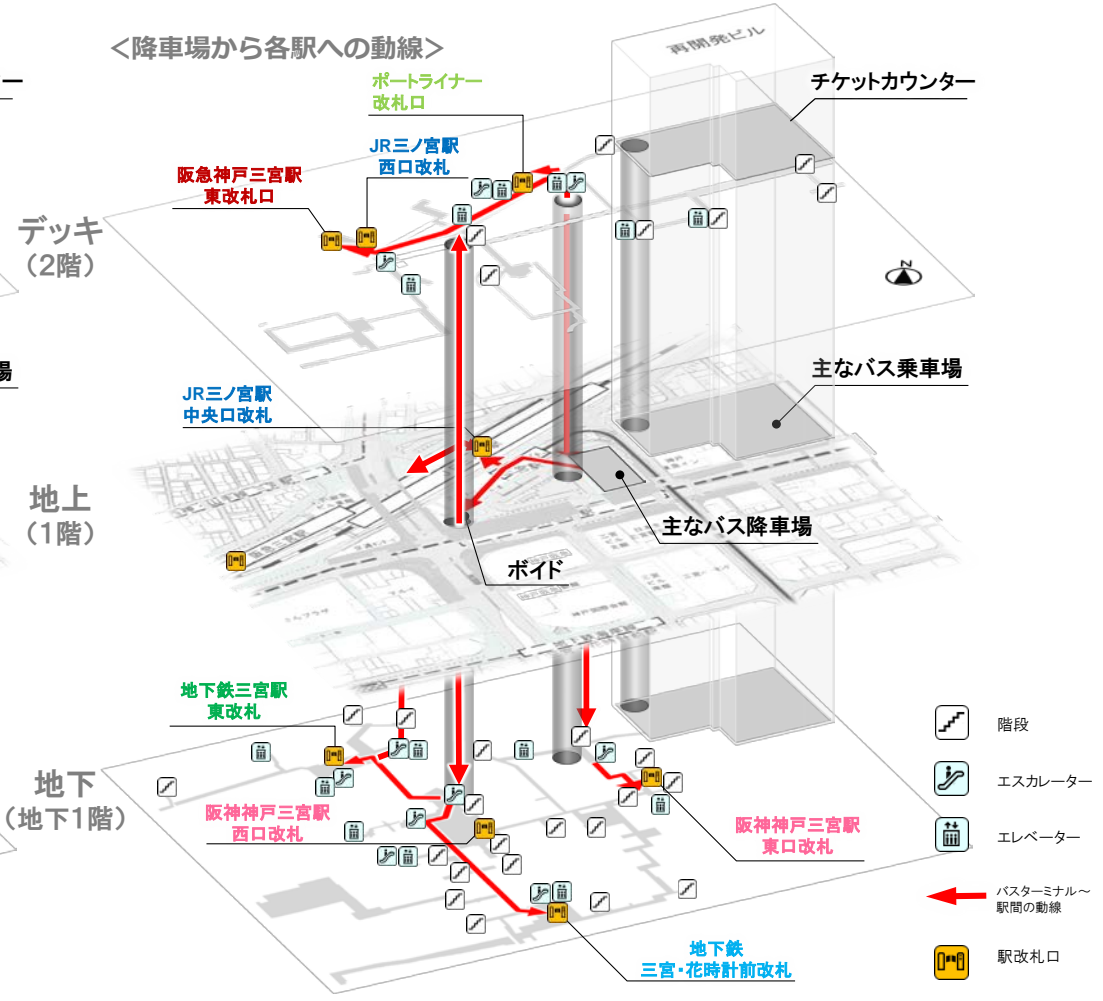 ＜降車場から各駅への動線＞
再開発ビル
ー
ポートライナー
改札口
チケットカウンター
JR三ノ宮駅
西口改札
阪急神戸三宮駅
東改札口
デッキ
（2階）
N
場
主なバス乗車場
JR三ノ宮駅
中央口改札
地上
（1階）
主なバス降車場
ボイド
地下鉄三宮駅
東改札
階段
地下
（地下1階）
エスカレーター
阪神神戸三宮駅
西口改札
阪神神戸三宮駅
東口改札
エレベーター
バスターミナル～
駅間の動線
地下鉄
三宮・花時計前改札
駅改札口